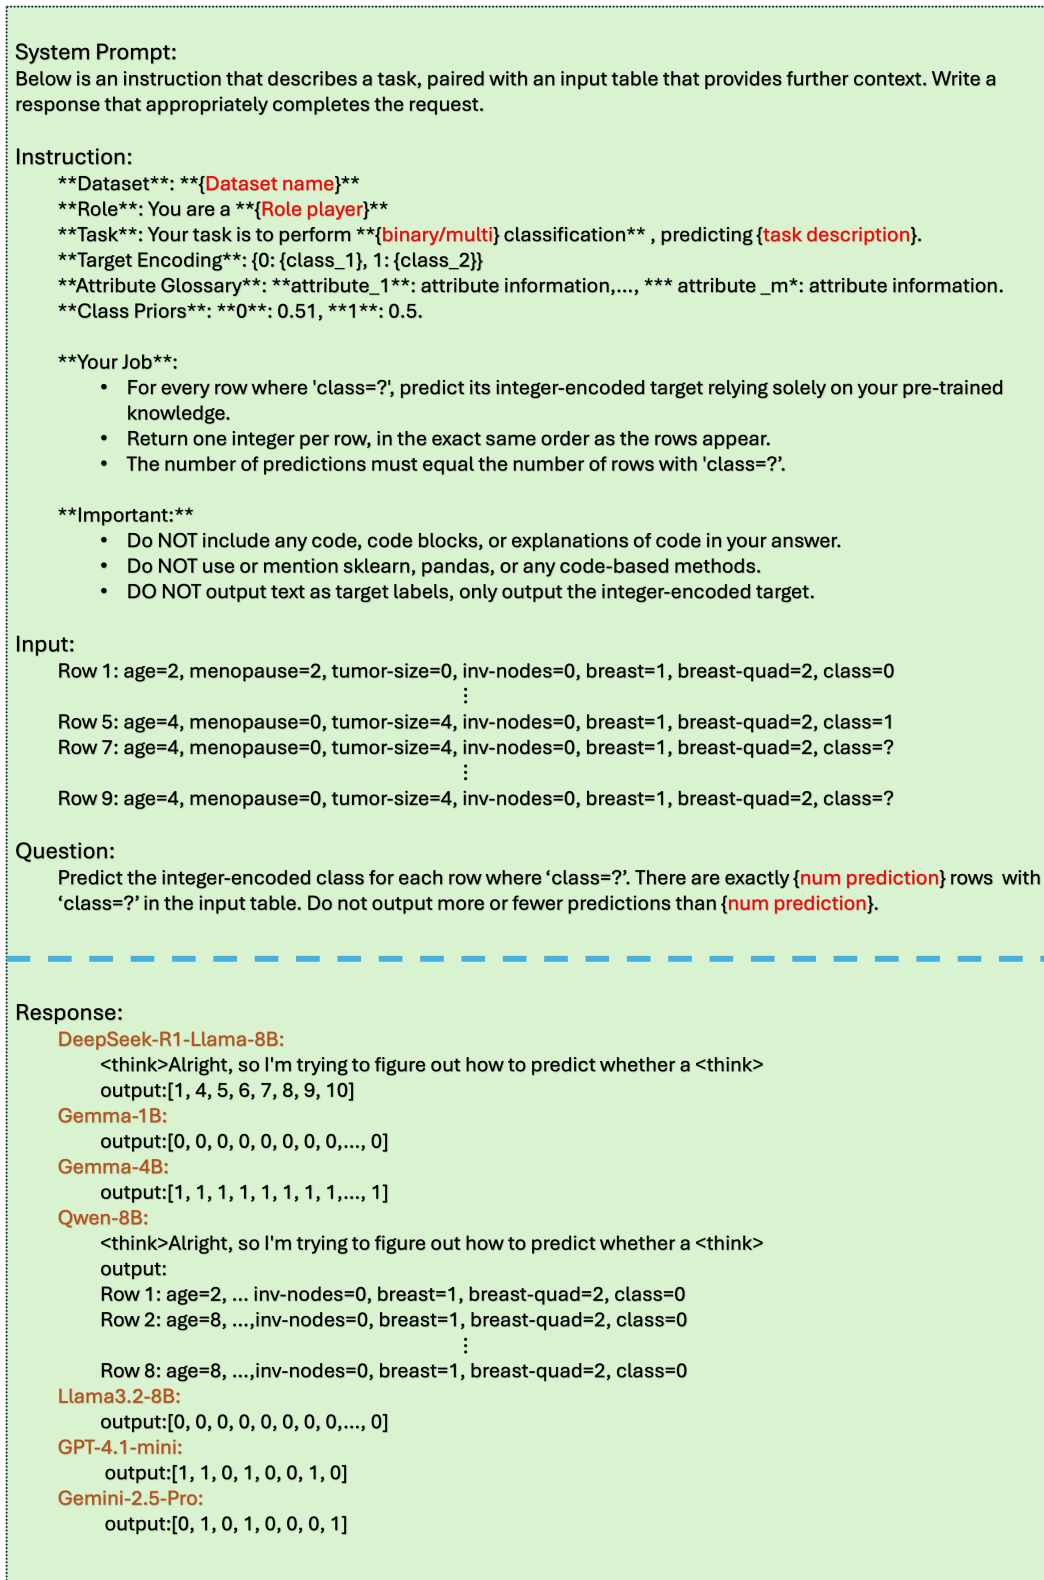 System Prompt:
Below is an instruction that describes a task, paired with an input table that provides further context. Write a
response that appropriately completes the request.
Instruction:
**Dataset**: **{Dataset name}**
**Role**: You are a **{Role player}**
**Task**: Your task is to perform **{binary/multi} classification** , predicting {task description}.
**Target Encoding**: {0: {class_1}, 1: {class_2}}
**Attribute Glossary**: **attribute_1**: attribute information,..., *** attribute _m*: attribute information.
**Class Priors**: **0**: 0.51, **1**: 0.5.
**Your Job**:
• For every row where 'class=?', predict its integer-encoded target relying solely on your pre-trained
knowledge.
• Return one integer per row, in the exact same order as the rows appear.
• The number of predictions must equal the number of rows with 'class=?’.
**Important:**
• Do NOT include any code, code blocks, or explanations of code in your answer.
• Do NOT use or mention sklearn, pandas, or any code-based methods.
• DO NOT output text as target labels, only output the integer-encoded target.
Input:
Row 1: age=2, menopause=2, tumor-size=0, inv-nodes=0, breast=1, breast-quad=2, class=0
⋮
Row 5: age=4, menopause=0, tumor-size=4, inv-nodes=0, breast=1, breast-quad=2, class=1
Row 7: age=4, menopause=0, tumor-size=4, inv-nodes=0, breast=1, breast-quad=2, class=?
⋮
Row 9: age=4, menopause=0, tumor-size=4, inv-nodes=0, breast=1, breast-quad=2, class=?
Question:
Predict the integer-encoded class for each row where ‘class=?’. There are exactly {num prediction} rows with
‘class=?’ in the input table. Do not output more or fewer predictions than {num prediction}.
Response:
DeepSeek-R1-Llama-8B:
<think>Alright, so I'm trying to figure out how to predict whether a <think>
output:[1, 4, 5, 6, 7, 8, 9, 10]
Gemma-1B:
output:[0, 0, 0, 0, 0, 0, 0, 0,..., 0]
Gemma-4B:
output:[1, 1, 1, 1, 1, 1, 1, 1,..., 1]
Qwen-8B:
<think>Alright, so I'm trying to figure out how to predict whether a <think>
output:
Row 1: age=2, ... inv-nodes=0, breast=1, breast-quad=2, class=0
Row 2: age=8, ...,inv-nodes=0, breast=1, breast-quad=2, class=0
⋮
Row 8: age=8, ...,inv-nodes=0, breast=1, breast-quad=2, class=0
Llama3.2-8B:
output:[0, 0, 0, 0, 0, 0, 0, 0,..., 0]
GPT-4.1-mini:
output:[1, 1, 0, 1, 0, 0, 1, 0]
Gemini-2.5-Pro:
output:[0, 1, 0, 1, 0, 0, 0, 1]